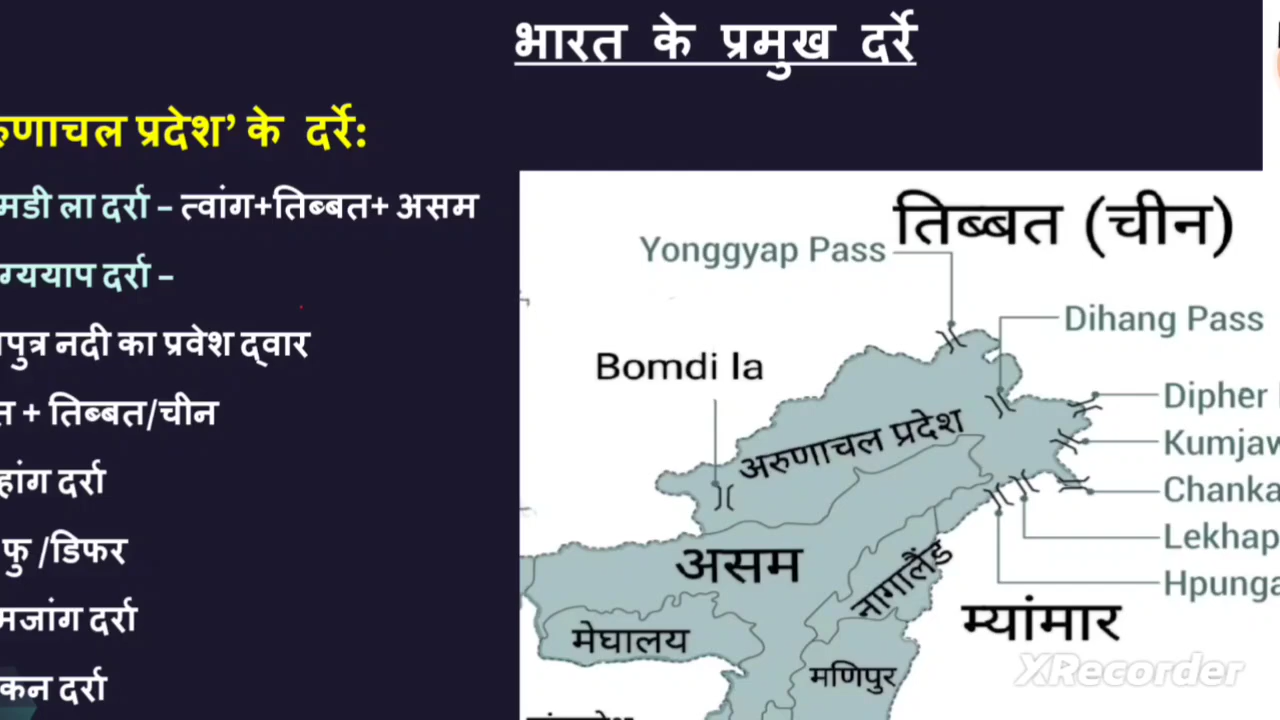 भारत के प्रमुख दर्रे
रुणाचल प्रदेश’ के दर्रे:
मडी ला दर्रा – त्वांग+तिब्बत+ असम
ग्ययाप दर्रा –
पुत्र नदी का प्रवेश द्वार
त + तिब्बत/चीन
हांग दर्रा
फु /डिफर
मजांग दर्रा
कन दर्रा
तिब्बत (चीन)
Yonggyap Pass
Dihang Pass
Bomdi la
Dipher
अरुणाचल प्रदेश
Kumjaw
Chanka
Lekhap
असम
Hpunga
नागालैंड
म्यांमार
मेघालय
मणिपुर
XRecorder